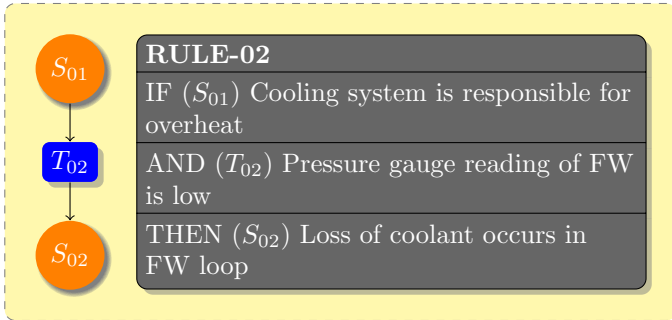 S01
T02
S02
RULE-02
IF (S01) Cooling system is responsible for
overheat
AND (T02) Pressure gauge reading of FW
is low
THEN (S02) Loss of coolant occurs in
FW loop